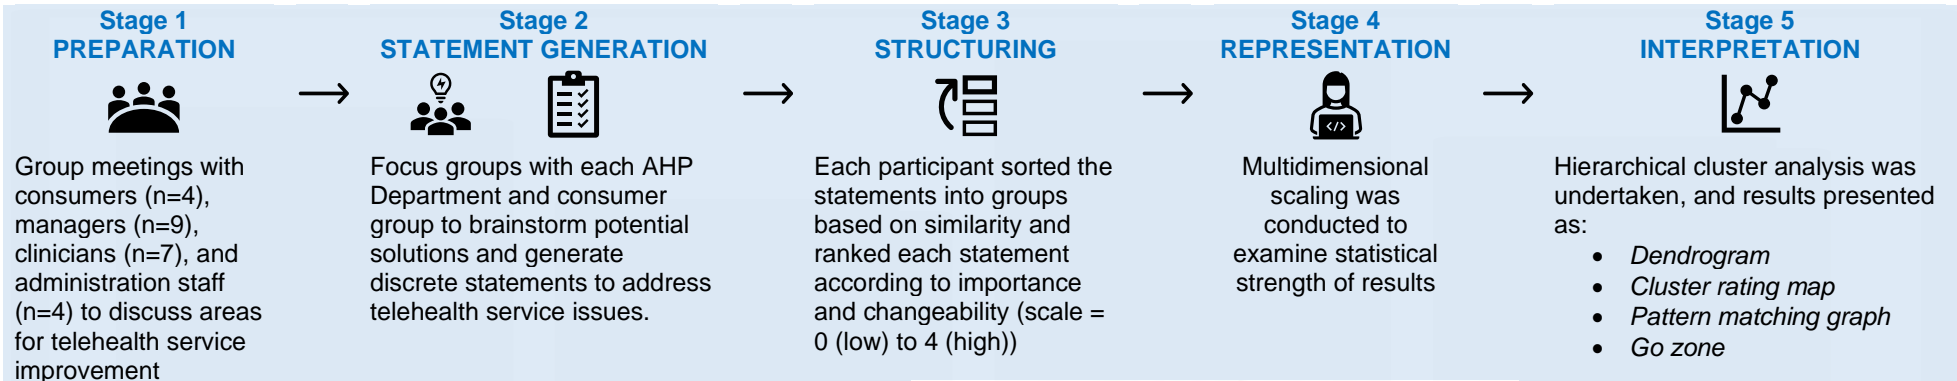 Stage 1
PREPARATION
Group meetings with
consumers (n=4),
managers (n=9),
clinicians (n=7), and
administration staff
(n=4) to discuss areas
for telehealth service
improvement
Stage 2
STATEMENT GENERATION
Focus groups with each AHP
Department and consumer
group to brainstorm potential
solutions and generate
discrete statements to address
telehealth service issues.
Stage 3
STRUCTURING
Each participant sorted the
statements into groups
based on similarity and
ranked each statement
according to importance
and changeability (scale =
0 (low) to 4 (high))
Stage 4
REPRESENTATION
</>
Multidimensional
scaling was
conducted to
examine statistical
strength of results
Stage 5
INTERPRETATION
Hierarchical cluster analysis was
undertaken, and results presented
as:
• Dendrogram
• Cluster rating map
• Pattern matching graph
• Go zone